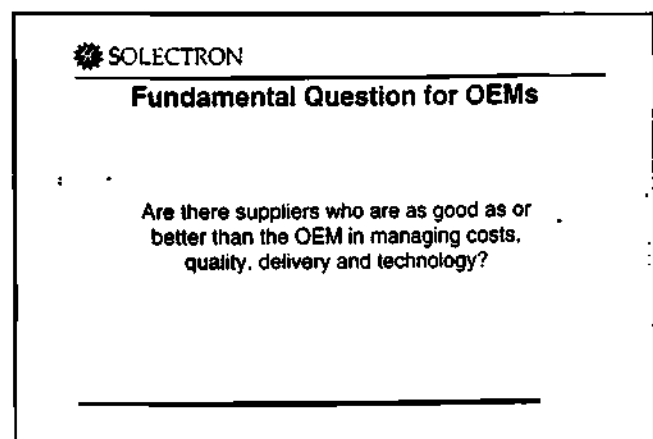 SOLECTRON
Fundamental Question for OEMs
Are there suppliers who are as good as or
better than the OEM in managing costs,
quality, delivery and technology?